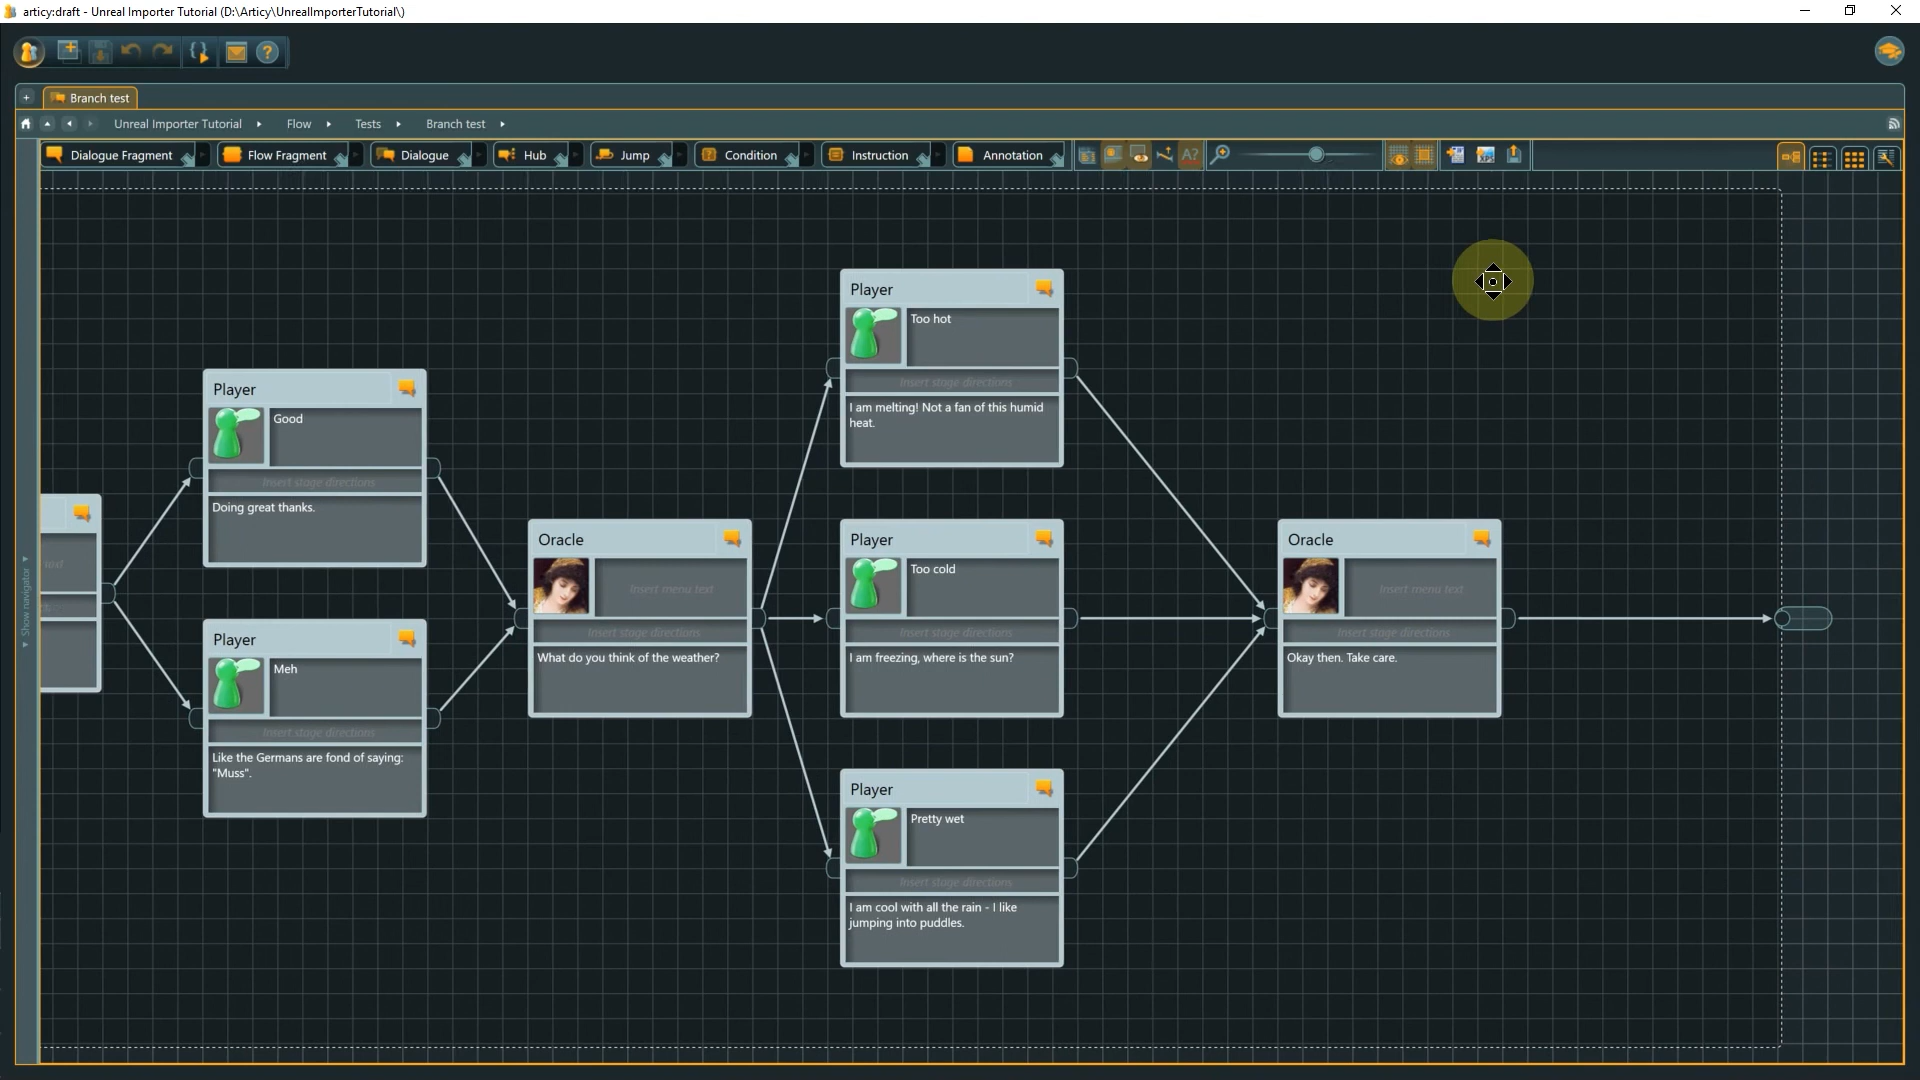 articy:draft - Unreal Importer Tutorial (D:\Articy\UnrealImporterTutorial\)
Branch test
Unreal Importer Tutorial
Flow
Tests
Branch test
Dialogue Fragment
Flow Fragment
Dialogue
Hub
Jump
Condition
Instruction
Annotation
A?
Show navigator
text
Player
Good
Insert stage directions
Doing great thanks.
Player
Meh
Insert stage directions
Like the Germans are fond of saying:
"Muss".
Oracle
Insert menu text
Insert stage directions
What do you think of the weather?
Player
Too hot
Insert stage directions
I am melting! Not a fan of this humid
heat.
Player
Too cold
Insert stage directions
I am freezing, where is the sun?
Player
Pretty wet
Insert stage directions
I am cool with all the rain - I like
jumping into puddles.
Oracle
Insert menu text
Insert stage directions
Okay then. Take care.